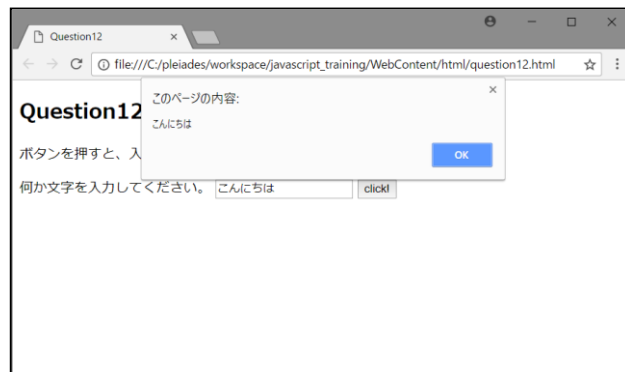 Question12
file:///C:/pleiades/workspace/javascript_training/WebContent/html/question12.html
このページの内容:
こんにちは
OK
Question12
ボタンを押すと、入
何か文字を入力してください。 こんにちは click!